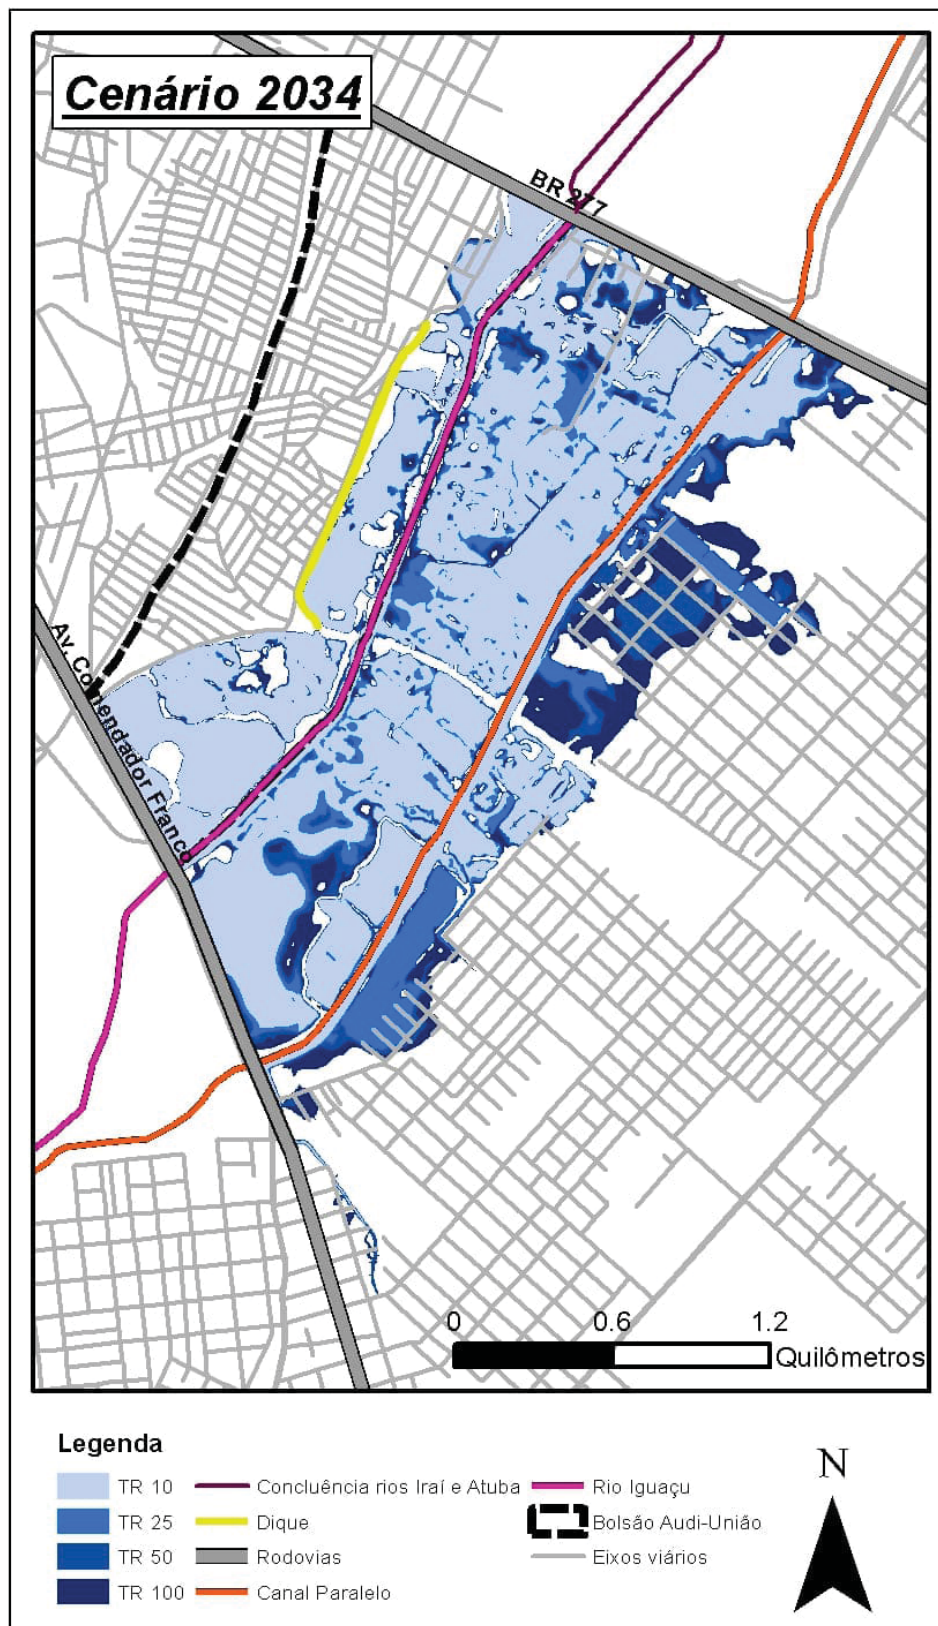 Cenário 2034
BR 277
Av Comendador Franco
0 0.6 1.2
Quilômetros
Legenda
TR 10
TR 25
TR 50
TR 100
Concluência rios Iraí e Atuba
Dique
Rodovias
Canal Paralelo
Rio Iguaçu
Bolsão Audi-União
Eixos viários
N